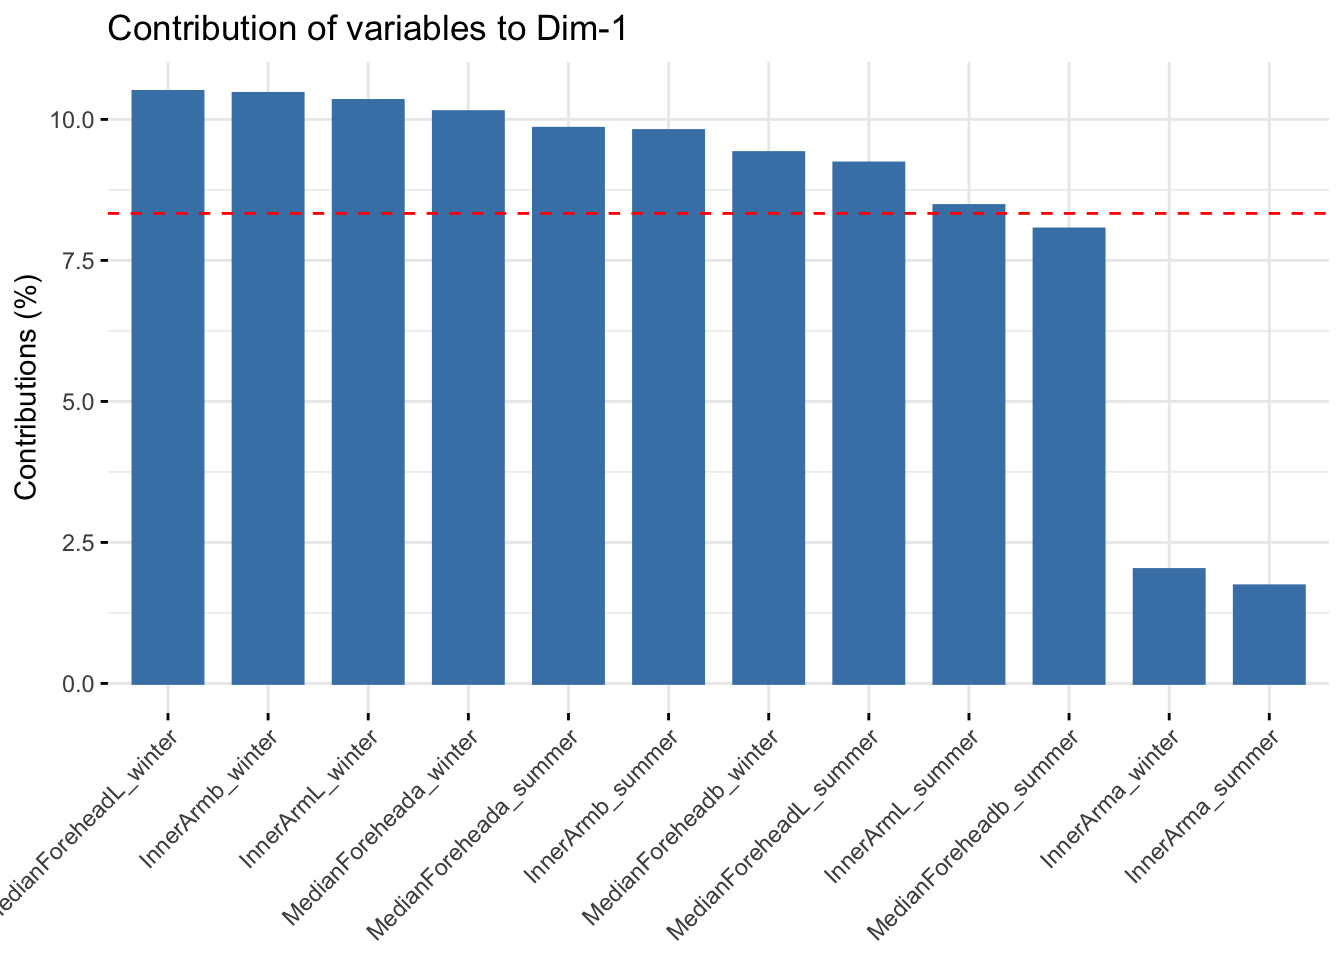 Contribution of variables to Dim-1
Contributions (%)
10.0
7.5
5.0
2.5
0.0
edianForeheadL_winter
InnerArmb_winter
InnerArmL_winter
MedianForeheada_winter
MedianForeheada_summer
InnerArmb_summer
MedianForeheadb_winter
MedianForeheadL_summer
InnerArmL_summer
MedianForeheadb_summer
InnerArma_winter
InnerArma_summer